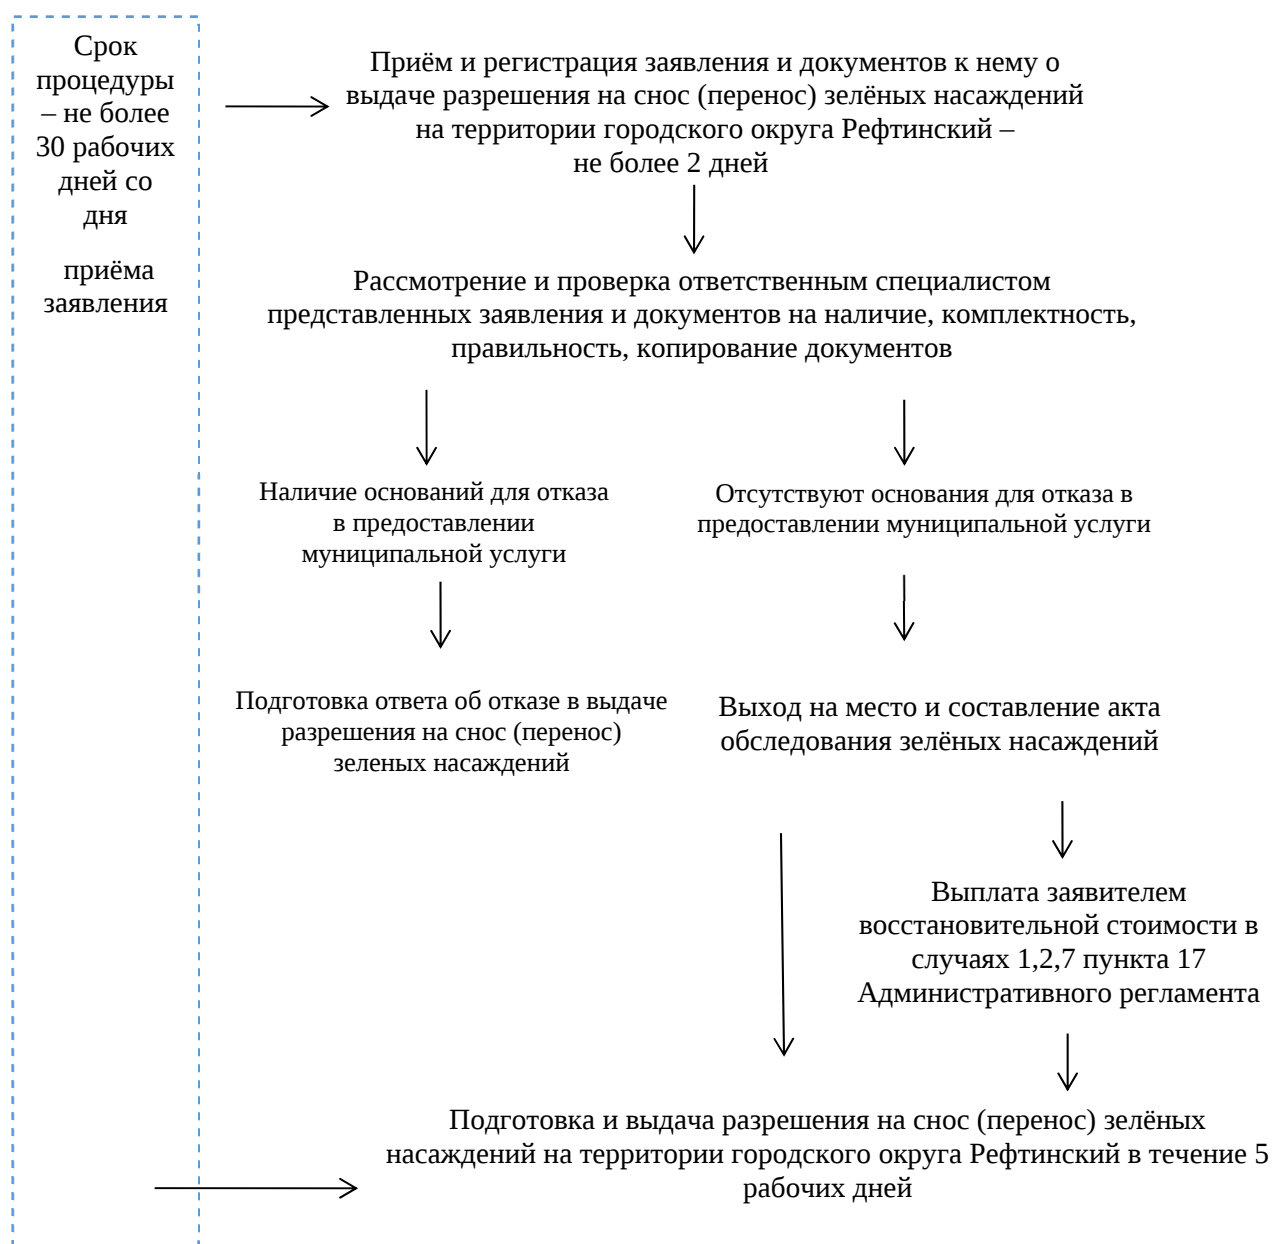 Срок
процедуры
– не более
30 рабочих
дней со
дня
приёма
заявления
Приём и регистрация заявления и документов к нему о
выдаче разрешения на снос (перенос) зелёных насаждений
на территории городского округа Рефтинский –
не более 2 дней
Рассмотрение и проверка ответственным специалистом
представленных заявления и документов на наличие, комплектность,
правильность, копирование документов
Наличие оснований для отказа
в предоставлении
муниципальной услуги
Отсутствуют основания для отказа в
предоставлении муниципальной услуги
Подготовка ответа об отказе в выдаче
разрешения на снос (перенос)
зеленых насаждений
Выход на место и составление акта
обследования зелёных насаждений
Выплата заявителем
восстановительной стоимости в
случаях 1,2,7 пункта 17
Административного регламента
Подготовка и выдача разрешения на снос (перенос) зелёных
насаждений на территории городского округа Рефтинский в течение 5
рабочих дней